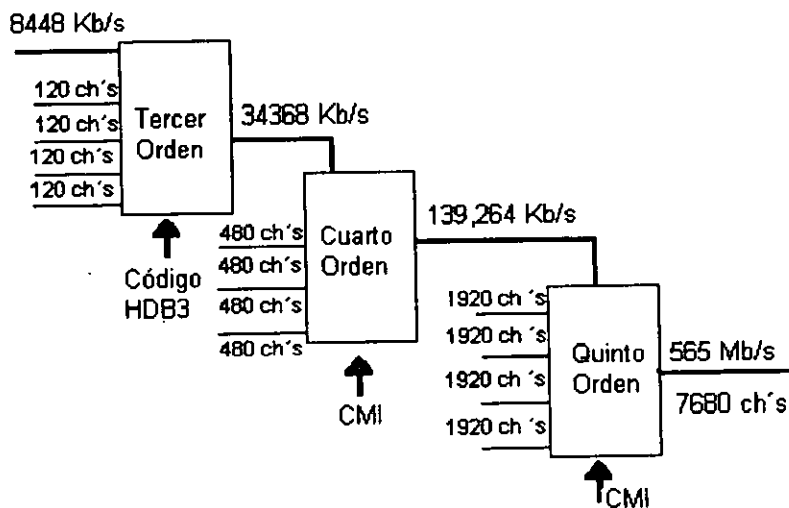 8448 Kb/s
120 ch´s
120 ch´s
120 ch´s
120 ch´s
Tercer
Orden
34368 Kb/s
Código
HDB3
480 ch´s
480 ch´s
480 ch´s
480 ch´s
Cuarto
Orden
139,264 Kb/s
CMI
1920 ch´s
1920 ch´s
1920 ch ´s
1920 ch ´s
Quinto
Orden
565 Mb/s
7680 ch´s
CMI